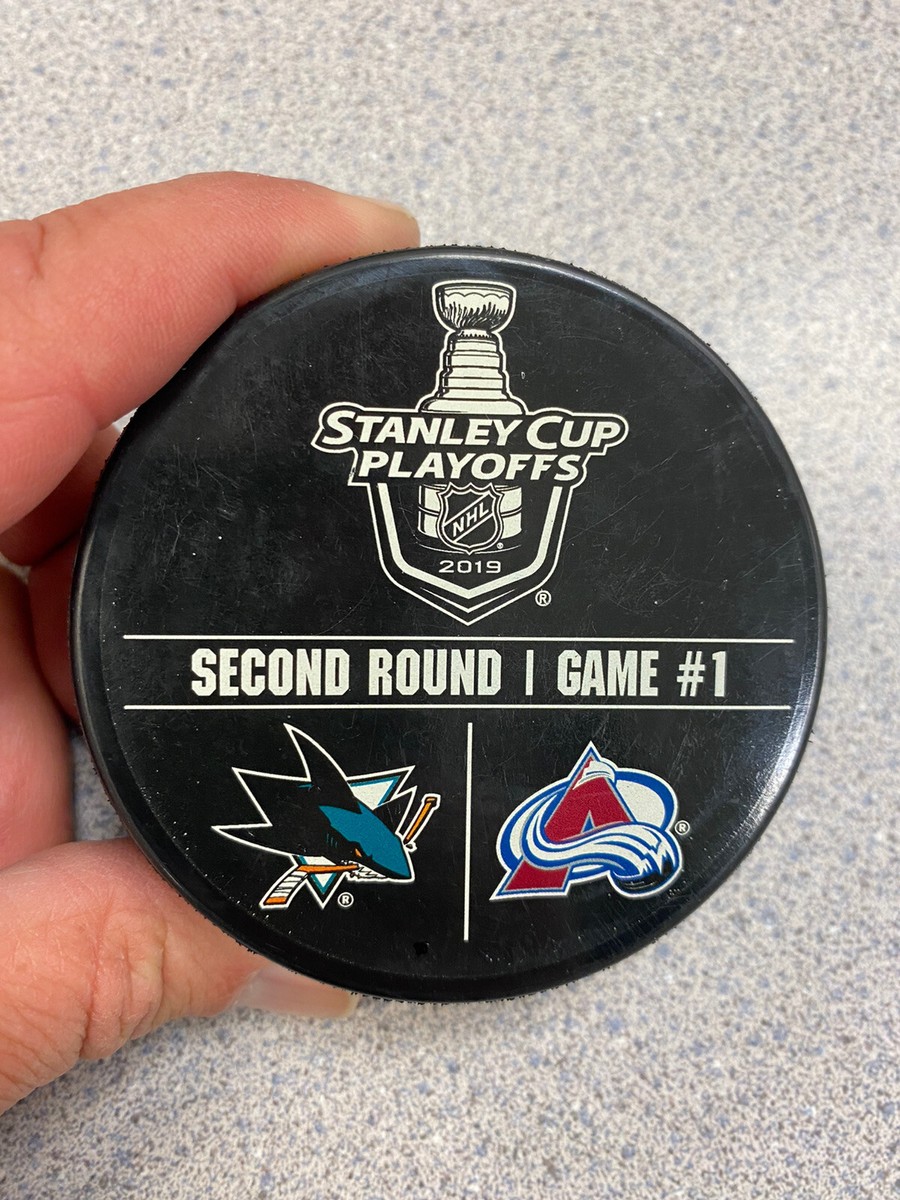 STANLEY CUP
PLAYOFFS
NHL
®
2019
®
SECOND ROUND | GAME #1
A ®
®